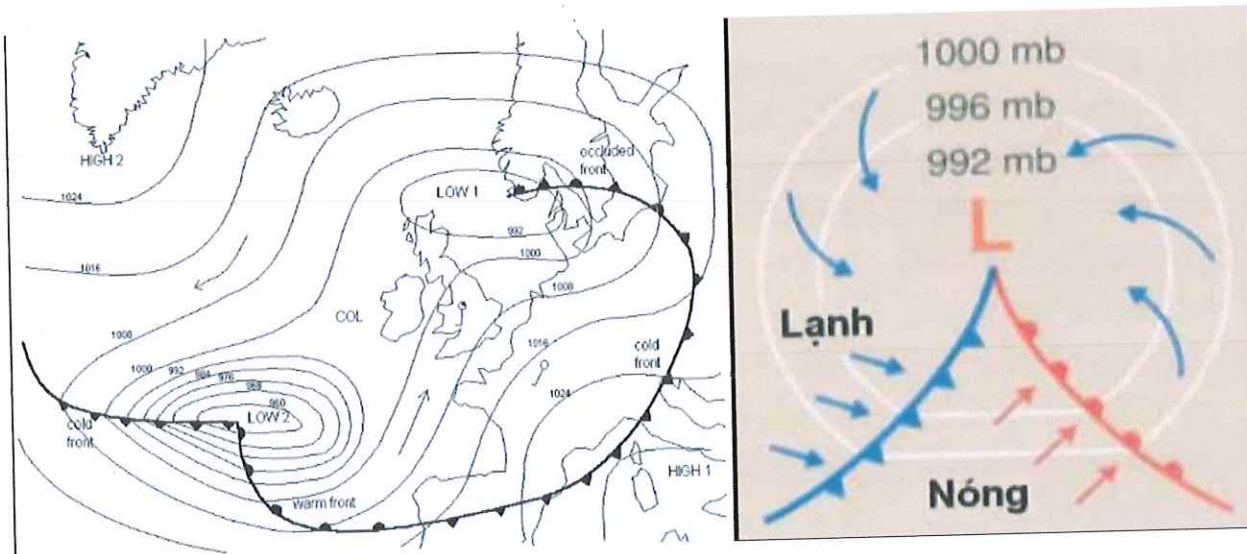 HIGH 2
1024
1016
1008
1000
992
984
976
968
960
LOW 2
cold
front
warm front
COL
LOW 1
992
1000
1008
1016
1024
occluded
front
cold
front
HIGH 1
1000 mb
996 mb
992 mb
L
Lạnh
Nóng